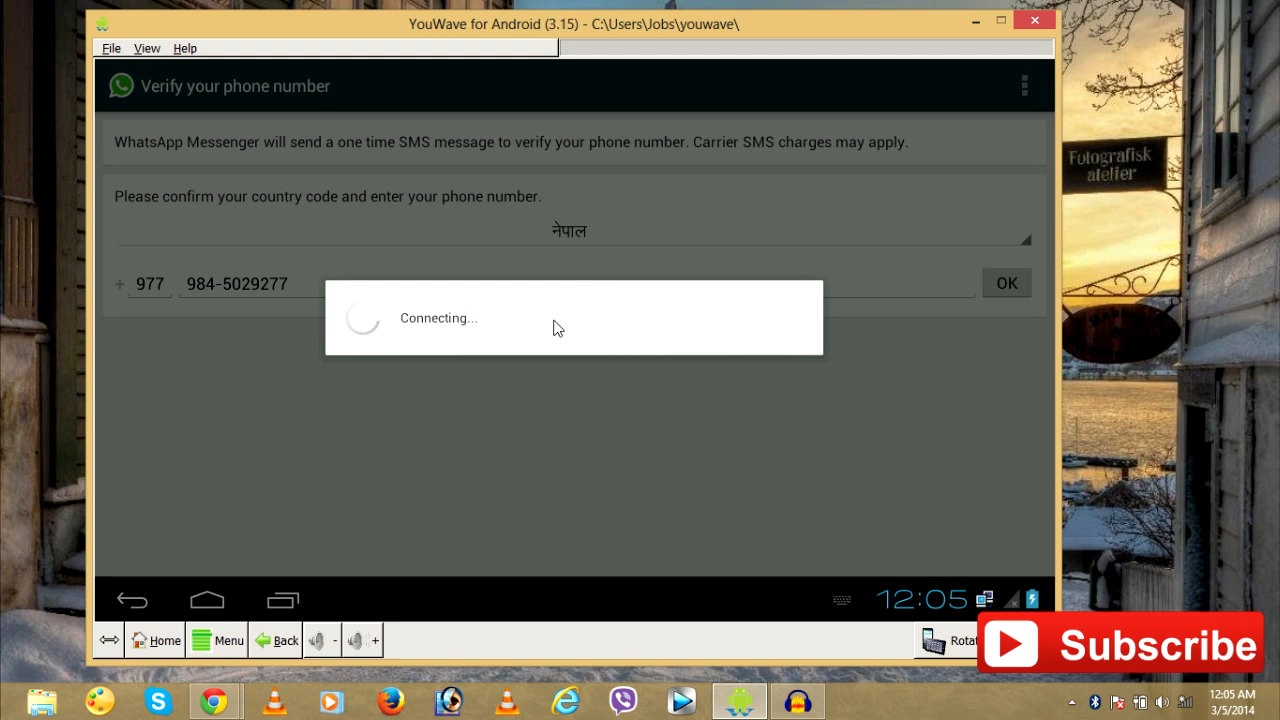 YouWave for Android (3.15) - C:\Users\Jobs\youwave\
File View Help
Verify your phone number
WhatsApp Messenger will send a one time SMS message to verify your phone number. Carrier SMS charges may apply.
Please confirm your country code and enter your phone number.
नेपाल
+ 977 984-5029277 OK
Connecting...
Fotografisk
atelier
12:05
Home Menu Back - + Rotat
Subscribe
12:05 AM
3/5/2014